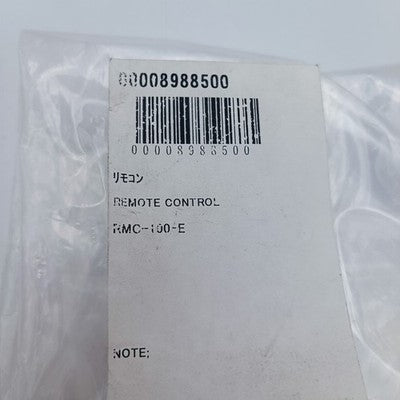 00008988500
00008988500
ﾘﾓｺﾝ
REMOTE CONTROL
RMC-100-E
NOTE: